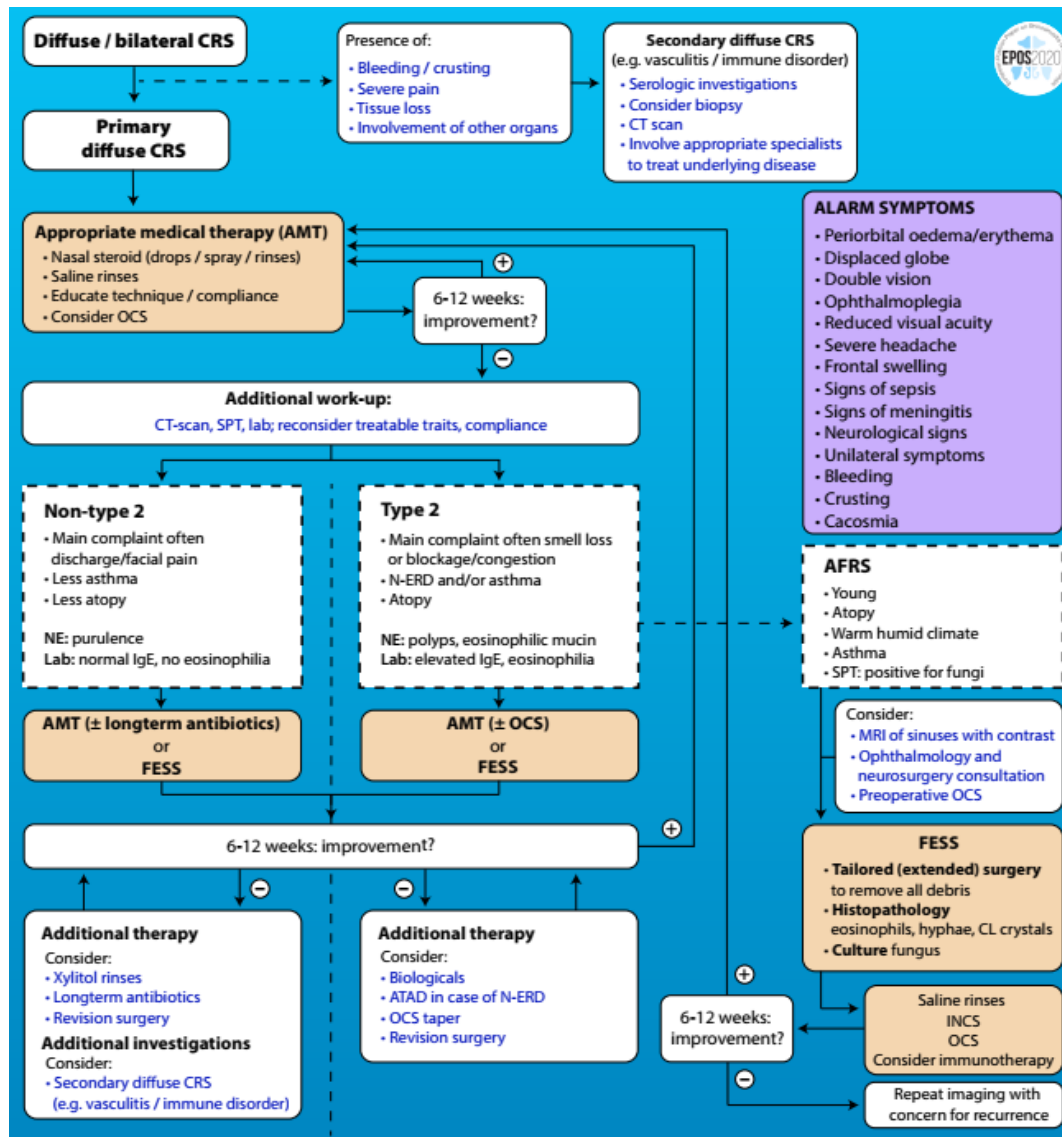 Diffuse / bilateral CRS
Presence of:
• Bleeding / crusting
• Severe pain
• Tissue loss
• Involvement of other organs
Secondary diffuse CRS
(e.g. vasculitis / immune disorder)
• Serologic investigations
• Consider biopsy
• CT scan
• Involve appropriate specialists
to treat underlying disease
EPOS2020
Primary
diffuse CRS
Appropriate medical therapy (AMT)
• Nasal steroid (drops / spray / rinses)
• Saline rinses
• Educate technique / compliance
• Consider OCS
+
6-12 weeks:
improvement?
−
ALARM SYMPTOMS
• Periorbital oedema/erythema
• Displaced globe
• Double vision
• Ophthalmoplegia
• Reduced visual acuity
• Severe headache
• Frontal swelling
• Signs of sepsis
• Signs of meningitis
• Neurological signs
• Unilateral symptoms
• Bleeding
• Crusting
• Cacosmia
Additional work-up:
CT-scan, SPT, lab; reconsider treatable traits, compliance
Non-type 2
• Main complaint often
discharge/facial pain
• Less asthma
• Less atopy
NE: purulence
Lab: normal IgE, no eosinophilia
Type 2
• Main complaint often smell loss
or blockage/congestion
• N-ERD and/or asthma
• Atopy
NE: polyps, eosinophilic mucin
Lab: elevated IgE, eosinophilia
AFRS
• Young
• Atopy
• Warm humid climate
• Asthma
• SPT: positive for fungi
AMT (± longterm antibiotics)
or
FESS
AMT (± OCS)
or
FESS
Consider:
• MRI of sinuses with contrast
• Ophthalmology and
neurosurgery consultation
• Preoperative OCS
6-12 weeks: improvement?
+
−
−
FESS
• Tailored (extended) surgery
to remove all debris
• Histopathology
eosinophils, hyphae, CL crystals
• Culture fungus
Additional therapy
Consider:
• Xylitol rinses
• Longterm antibiotics
• Revision surgery
Additional investigations
Consider:
• Secondary diffuse CRS
(e.g. vasculitis / immune disorder)
Additional therapy
Consider:
• Biologicals
• ATAD in case of N-ERD
• OCS taper
• Revision surgery
+
6-12 weeks:
improvement?
−
Saline rinses
INCS
OCS
Consider immunotherapy
Repeat imaging with
concern for recurrence